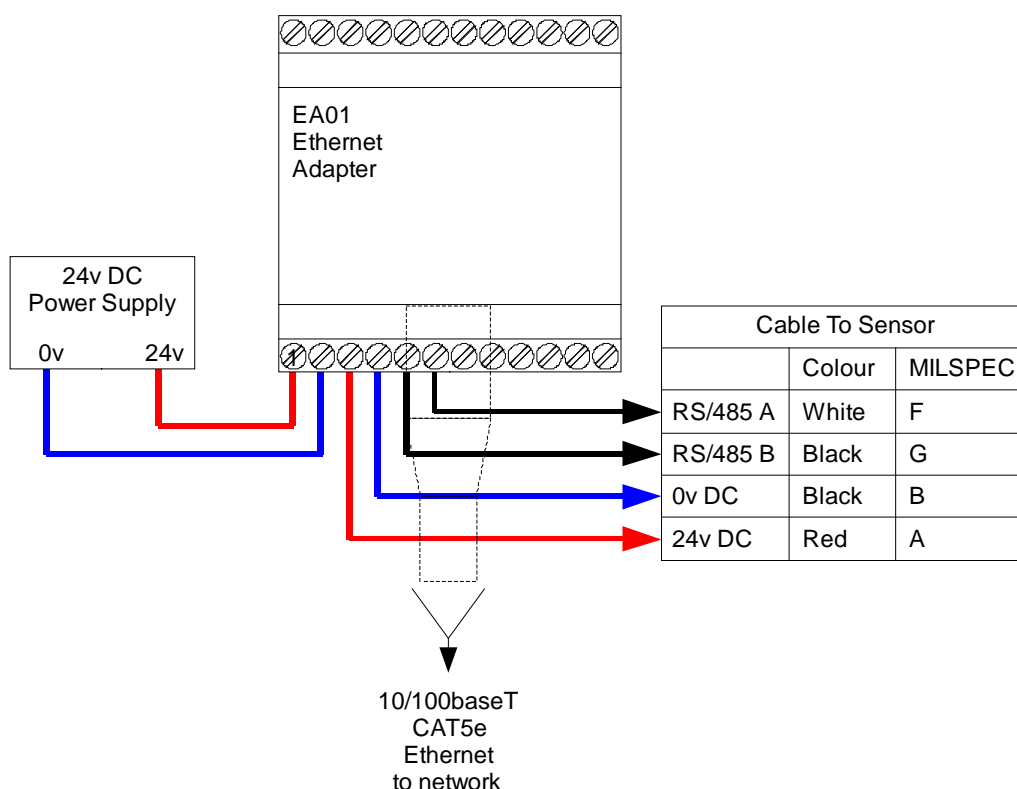 EA01
Ethernet
Adapter
24v DC
Power Supply
0v 24v
1
Cable To Sensor
Colour MILSPEC
RS/485 A White F
RS/485 B Black G
0v DC Black B
24v DC Red A
10/100baseT
CAT5e
Ethernet
to network